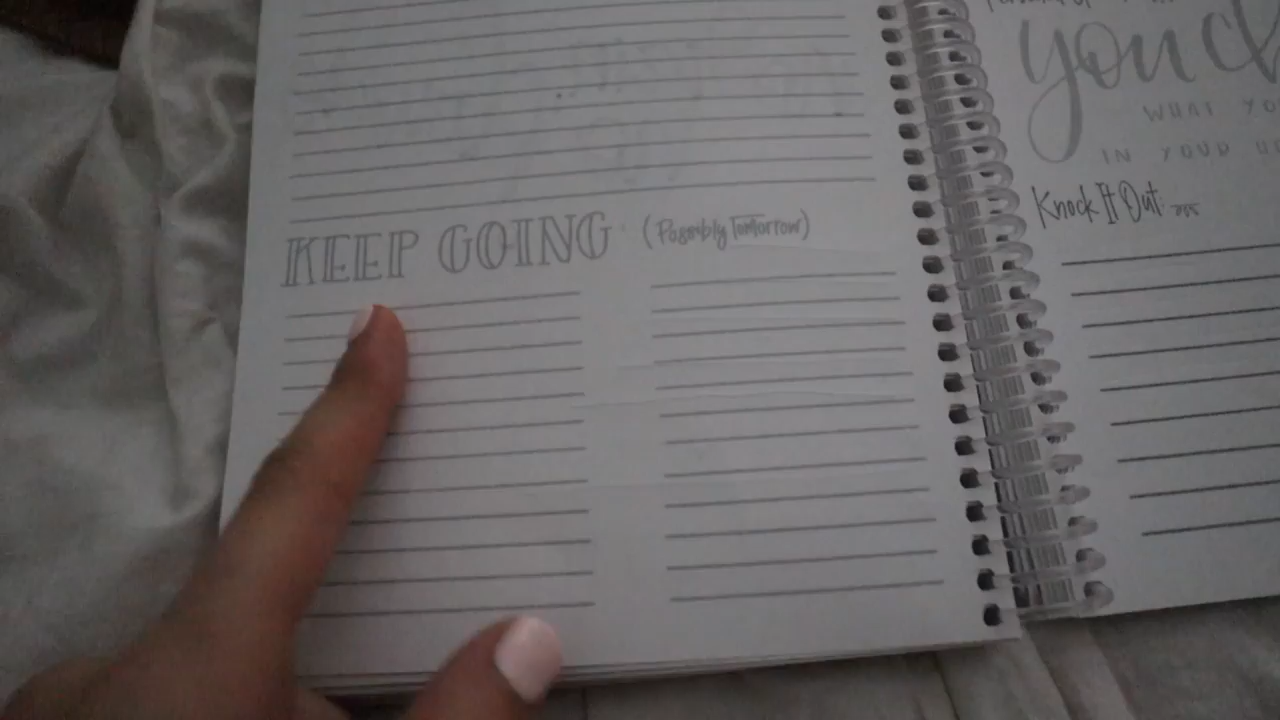 KEEP GOING (Possibly Tomorrow)
you
WHAT YO
IN YOUR
Knock It Out: